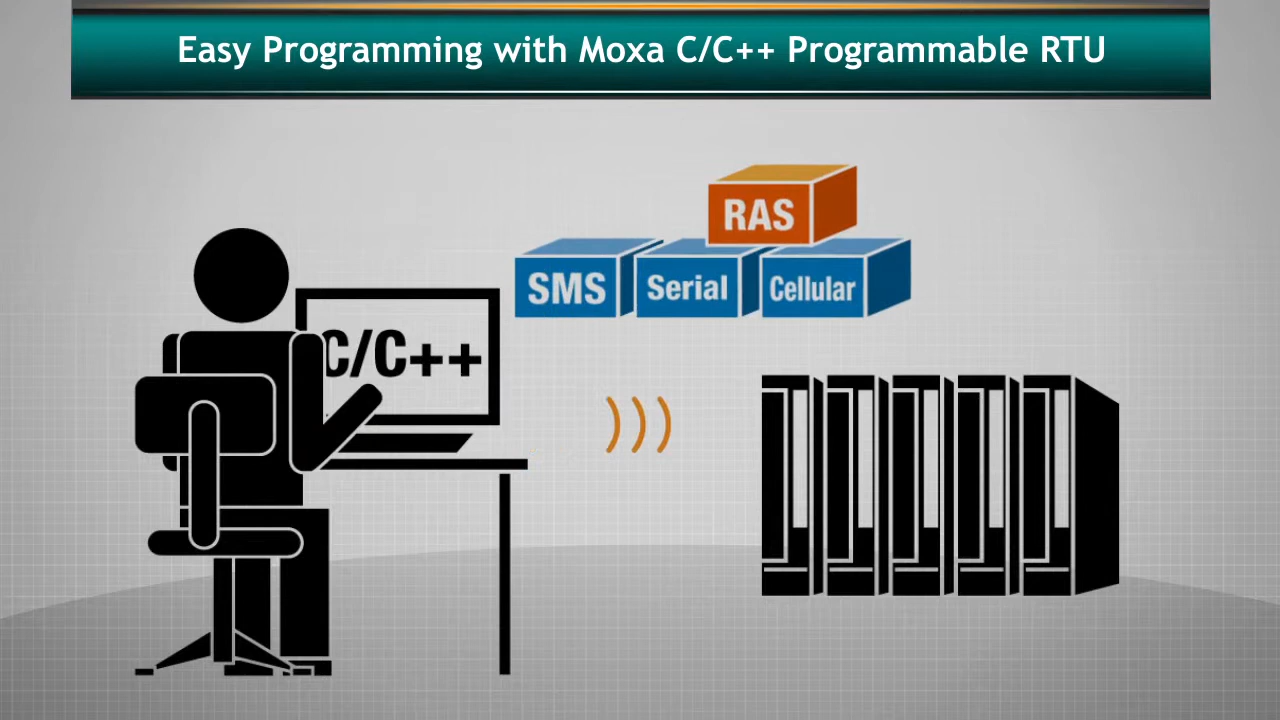 Easy Programming with Moxa C/C++ Programmable RTU
RAS
SMS Serial Cellular
C/C++